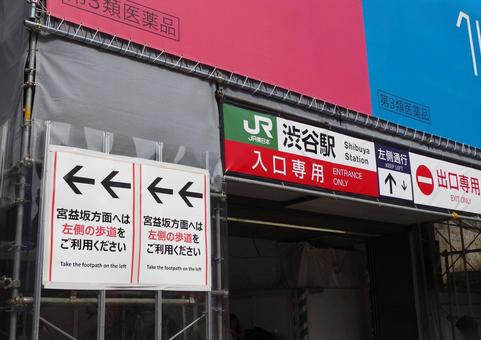 第3類医薬品
第3類医薬品
JR
JR東日本
渋谷駅
Shibuya
Station
入口専用
ENTRANCE
ONLY
左側通行
KEEP LEFT
出口専用
EXIT ONLY
宮益坂方面へは
左側の歩道を
ご利用ください
Take the footpath on the left
宮益坂方面へは
左側の歩道を
ご利用ください
Take the footpath on the left